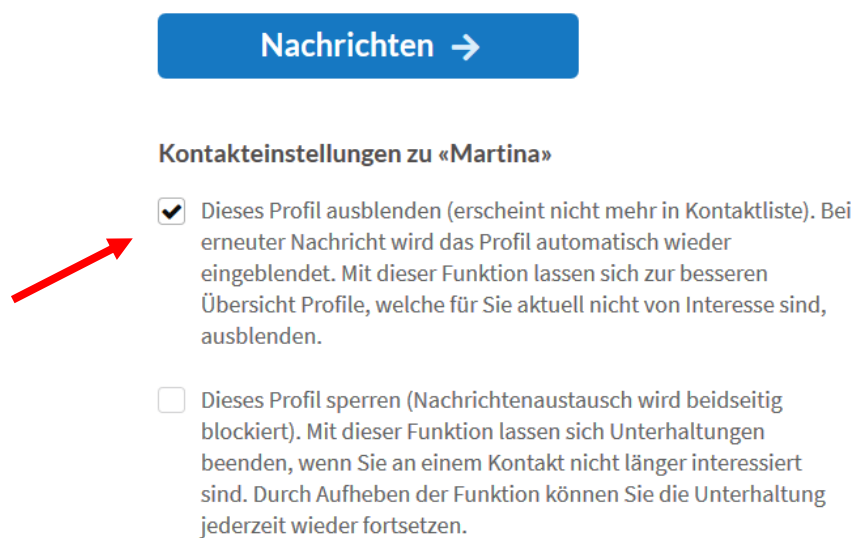 Nachrichten →
Kontakteinstellungen zu «Martina»
Dieses Profil ausblenden (erscheint nicht mehr in Kontaktliste). Bei
erneuter Nachricht wird das Profil automatisch wieder
eingeblendet. Mit dieser Funktion lassen sich zur besseren
Übersicht Profile, welche für Sie aktuell nicht von Interesse sind,
ausblenden.
Dieses Profil sperren (Nachrichtenaustausch wird beidseitig
blockiert). Mit dieser Funktion lassen sich Unterhaltungen
beenden, wenn Sie an einem Kontakt nicht länger interessiert
sind. Durch Aufheben der Funktion können Sie die Unterhaltung
jederzeit wieder fortsetzen.